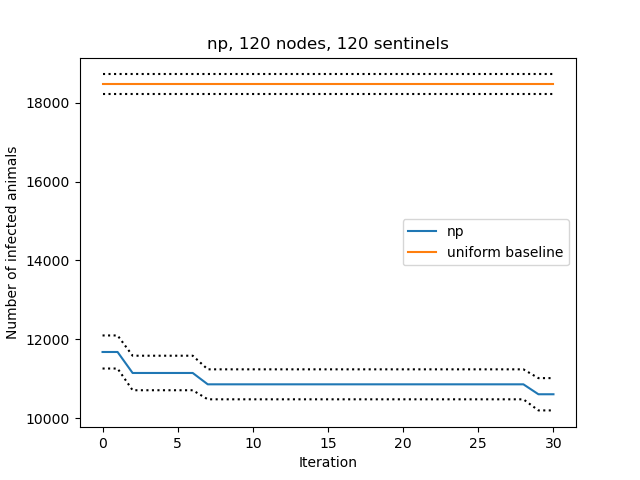 np, 120 nodes, 120 sentinels
Number of infected animals
18000
16000
14000
12000
10000
np
uniform baseline
0 5 10 15 20 25 30
Iteration